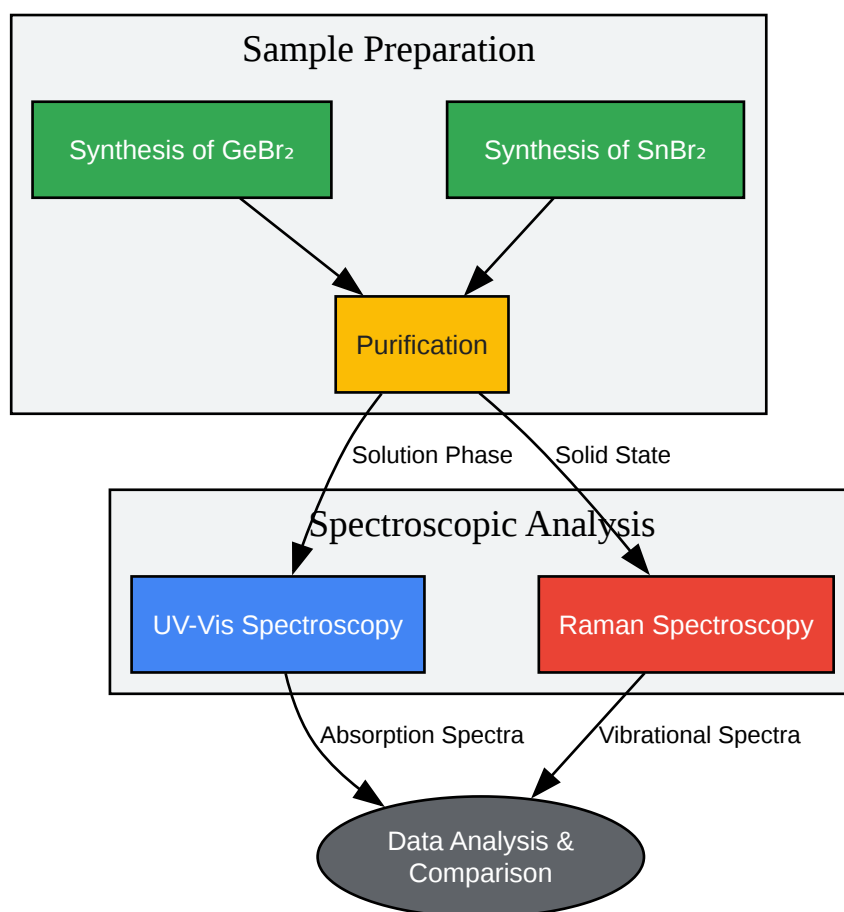 Sample Preparation
Synthesis of GeBr₂
Synthesis of SnBr₂
Purification
Solution Phase
Solid State
Spectroscopic Analysis
UV-Vis Spectroscopy
Raman Spectroscopy
Absorption Spectra
Vibrational Spectra
Data Analysis &
Comparison